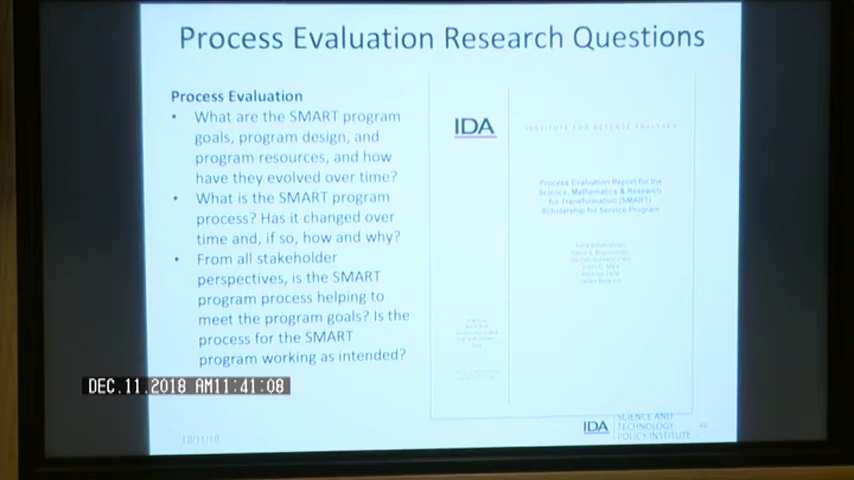 Process Evaluation Research Questions
Process Evaluation
• What are the SMART program
goals, program design, and
program resources, and how
have they evolved over time?
• What is the SMART program
process? Has it changed over
time and, if so, how and why?
• From all stakeholder
perspectives, is the SMART
program process helping to
meet the program goals? Is the
process for the SMART
program working as intended?
IDA
INSTITUTE FOR DEFENSE ANALYSES
Process Evaluation Report for the
Science, Mathematics & Research
for Transformation (SMART)
Scholarship for Service Program
DEC.11.2018 AM11:41:08
12/11/18
IDA
SCIENCE AND
TECHNOLOGY
POLICY INSTITUTE